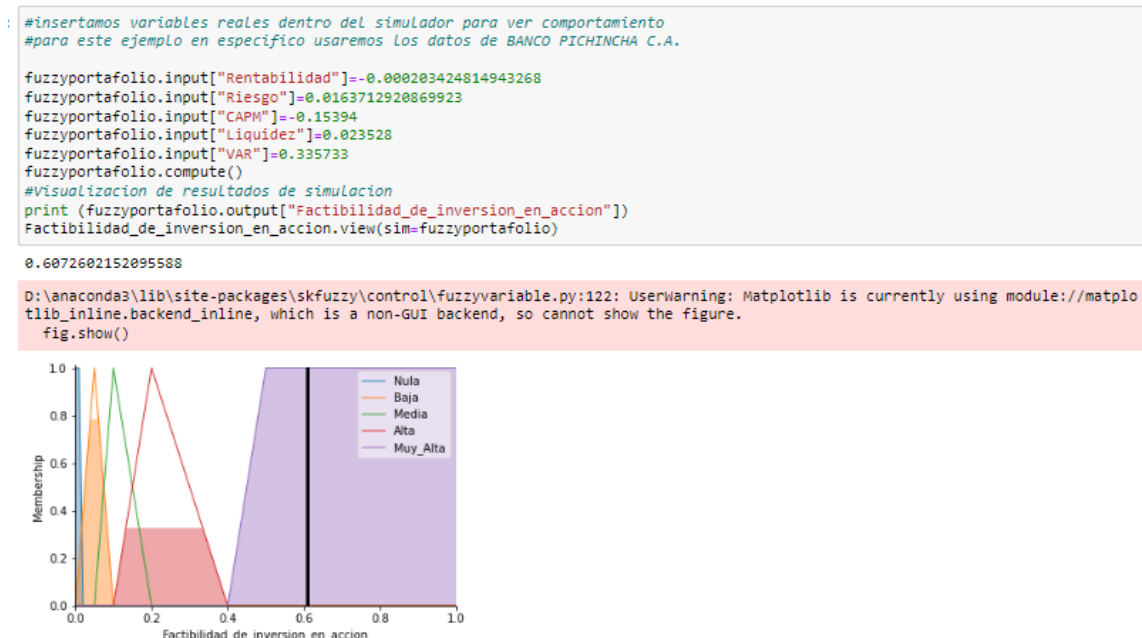 #insertamos variables reales dentro del simulador para ver comportamiento
#para este ejemplo en especifico usaremos los datos de BANCO PICHINCHA C.A.
fuzzyportafolio.input["Rentabilidad"]=-0.000203424814943268
fuzzyportafolio.input["Riesgo"]=0.0163712920869923
fuzzyportafolio.input["CAPM"]=-0.15394
fuzzyportafolio.input["Liquidez"]=0.023528
fuzzyportafolio.input["VAR"]=0.335733
fuzzyportafolio.compute()
#Visualizacion de resultados de simulacion
print (fuzzyportafolio.output["Factibilidad_de_inversion_en_accion"])
Factibilidad_de_inversion_en_accion.view(sim=fuzzyportafolio)
0.6072602152095588
D:\anaconda3\lib\site-packages\skfuzzy\control\fuzzyvariable.py:122: UserWarning: Matplotlib is currently using module://matplo
tlib_inline.backend_inline, which is a non-GUI backend, so cannot show the figure.
fig.show()
1.0
0.8
0.6
0.4
0.2
0.0
Membership
Nula
Baja
Media
Alta
Muy_Alta
0.0 0.2 0.4 0.6 0.8 1.0
Factibilidad_de_inversion_en_accion